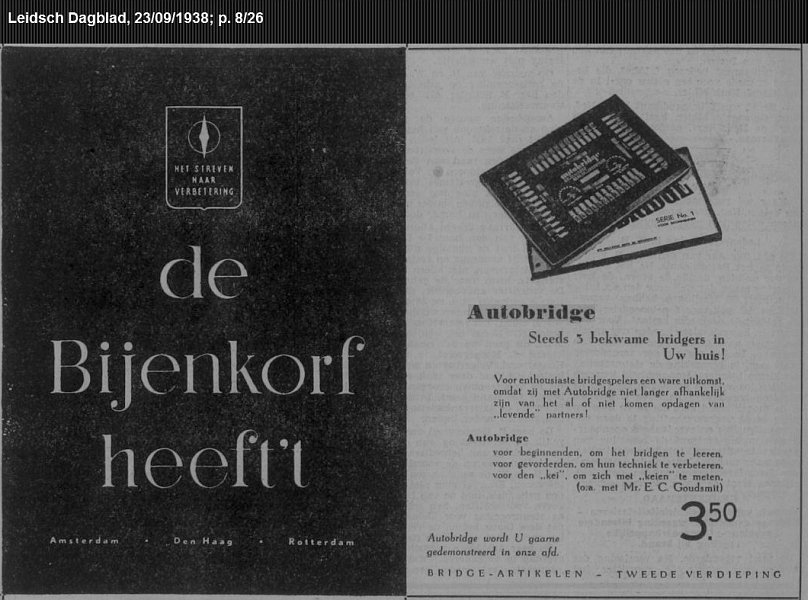 Leidsch Dagblad, 23/09/1938; p. 8/26
HET STREVEN
NAAR
VERBETERING
de
Bijenkorf
heeft't
Amsterdam • Den Haag • Rotterdam
autobridge
SERIE No. 1
Autobridge
Steeds 3 bekwame bridgers in
Uw huis!
Voor enthousiaste bridgespelers een ware uitkomst,
omdat zij met Autobridge niet langer afhankelijk
zijn van het al of niet komen opdagen van
„levende" partners!
Autobridge
voor beginnenden, om het bridgen te leeren,
voor gevorderden, om hun techniek te verbeteren,
voor den „kei", om zich met „keien" te meten,
(o.a. met Mr. E. C. Goudsmit)
3.50
Autobridge wordt U gaarne
gedemonstreerd in onze afd.
BRIDGE-ARTIKELEN – TWEEDE VERDIEPING